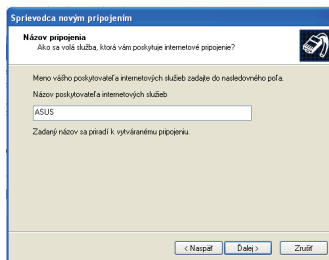 Sprievodca novým pripojením
Názov pripojenia
Ako sa volá služba, ktorá vám poskytuje internetové pripojenie?
Meno vášho poskytovateľa internetových služieb zadajte do nasledovného poľa.
Názov poskytovateľa internetových služieb
ASUS
Zadaný názov sa priradí k vytváranému pripojeniu.
< Naspäť
Ďalej >
Zrušiť